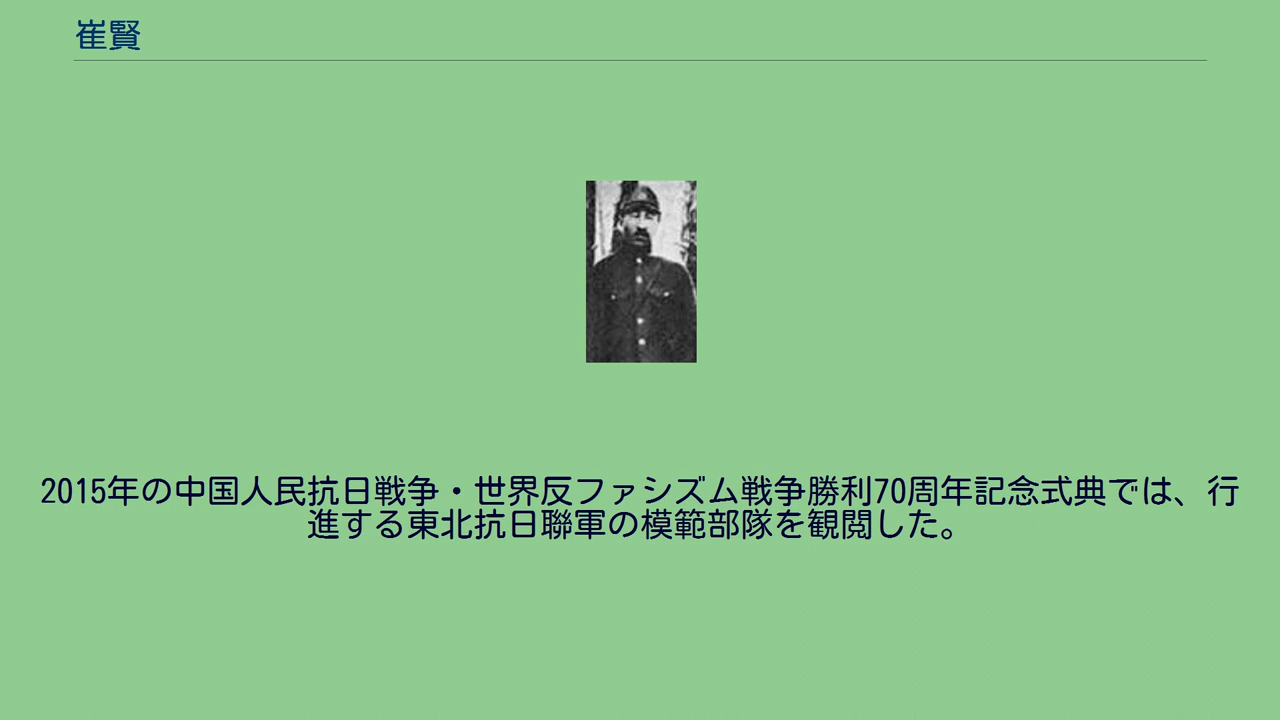 崔賢
2015年の中国人民抗日戦争・世界反ファシズム戦争勝利70周年記念式典では、行
進する東北抗日聯軍の模範部隊を観閲した。